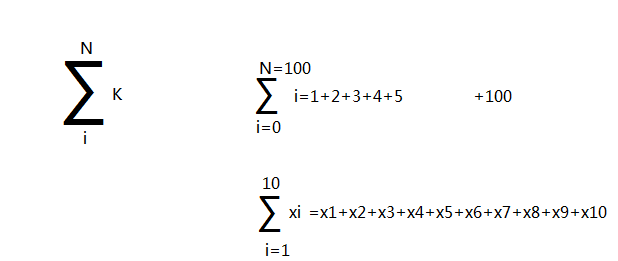 N
∑ K
i
N=100
∑ i=1+2+3+4+5 +100
i=0
10
∑ xi =x1+x2+x3+x4+x5+x6+x7+x8+x9+x10
i=1